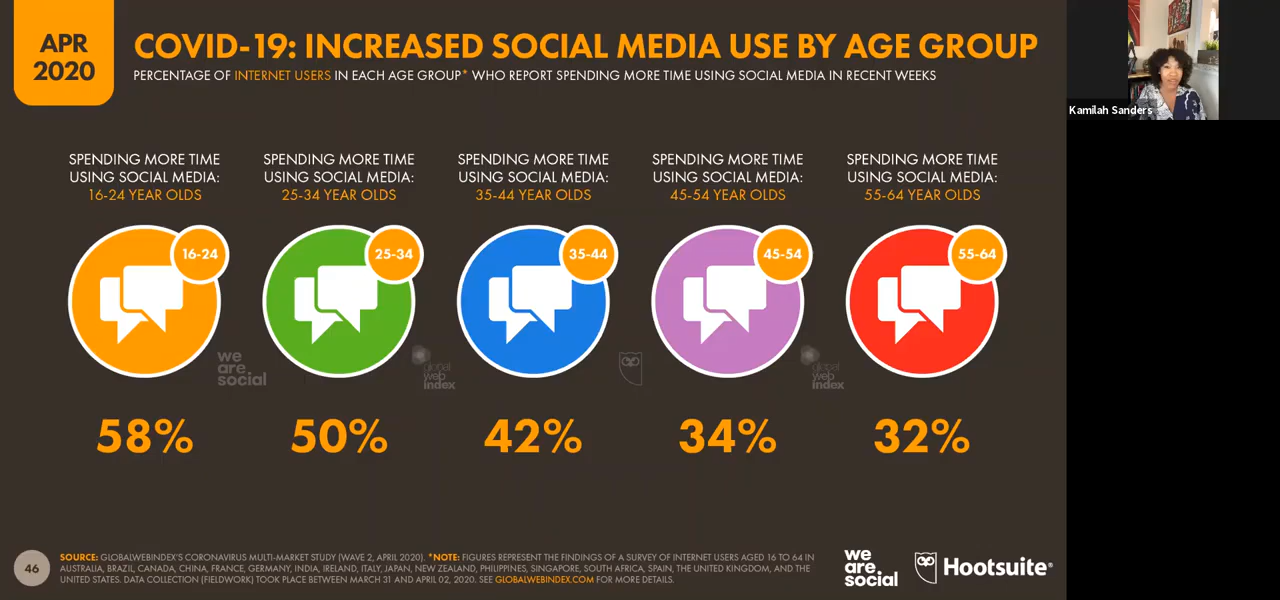 APR
2020
COVID-19: INCREASED SOCIAL MEDIA USE BY AGE GROUP
PERCENTAGE OF INTERNET USERS IN EACH AGE GROUP* WHO REPORT SPENDING MORE TIME USING SOCIAL MEDIA IN RECENT WEEKS
Kamilah Sanders
SPENDING MORE TIME
USING SOCIAL MEDIA:
16-24 YEAR OLDS
16-24
58%
SPENDING MORE TIME
USING SOCIAL MEDIA:
25-34 YEAR OLDS
25-34
50%
SPENDING MORE TIME
USING SOCIAL MEDIA:
35-44 YEAR OLDS
35-44
42%
SPENDING MORE TIME
USING SOCIAL MEDIA:
45-54 YEAR OLDS
45-54
34%
SPENDING MORE TIME
USING SOCIAL MEDIA:
55-64 YEAR OLDS
55-64
32%
we
are
social
global
web
index
global
web
index
46
SOURCE: GLOBALWEBINDEX'S CORONAVIRUS MULTI-MARKET STUDY (WAVE 2, APRIL 2020). *NOTE: FIGURES REPRESENT THE FINDINGS OF A SURVEY OF INTERNET USERS AGED 16 TO 64 IN
AUSTRALIA, BRAZIL, CANADA, CHINA, FRANCE, GERMANY, INDIA, IRELAND, ITALY, JAPAN, NEW ZEALAND, PHILIPPINES, SINGAPORE, SOUTH AFRICA, SPAIN, THE UNITED KINGDOM, AND THE
UNITED STATES. DATA COLLECTION (FIELDWORK) TOOK PLACE BETWEEN MARCH 31 AND APRIL 02, 2020. SEE GLOBALWEBINDEX.COM FOR MORE DETAILS.
we
are
social
Hootsuite®